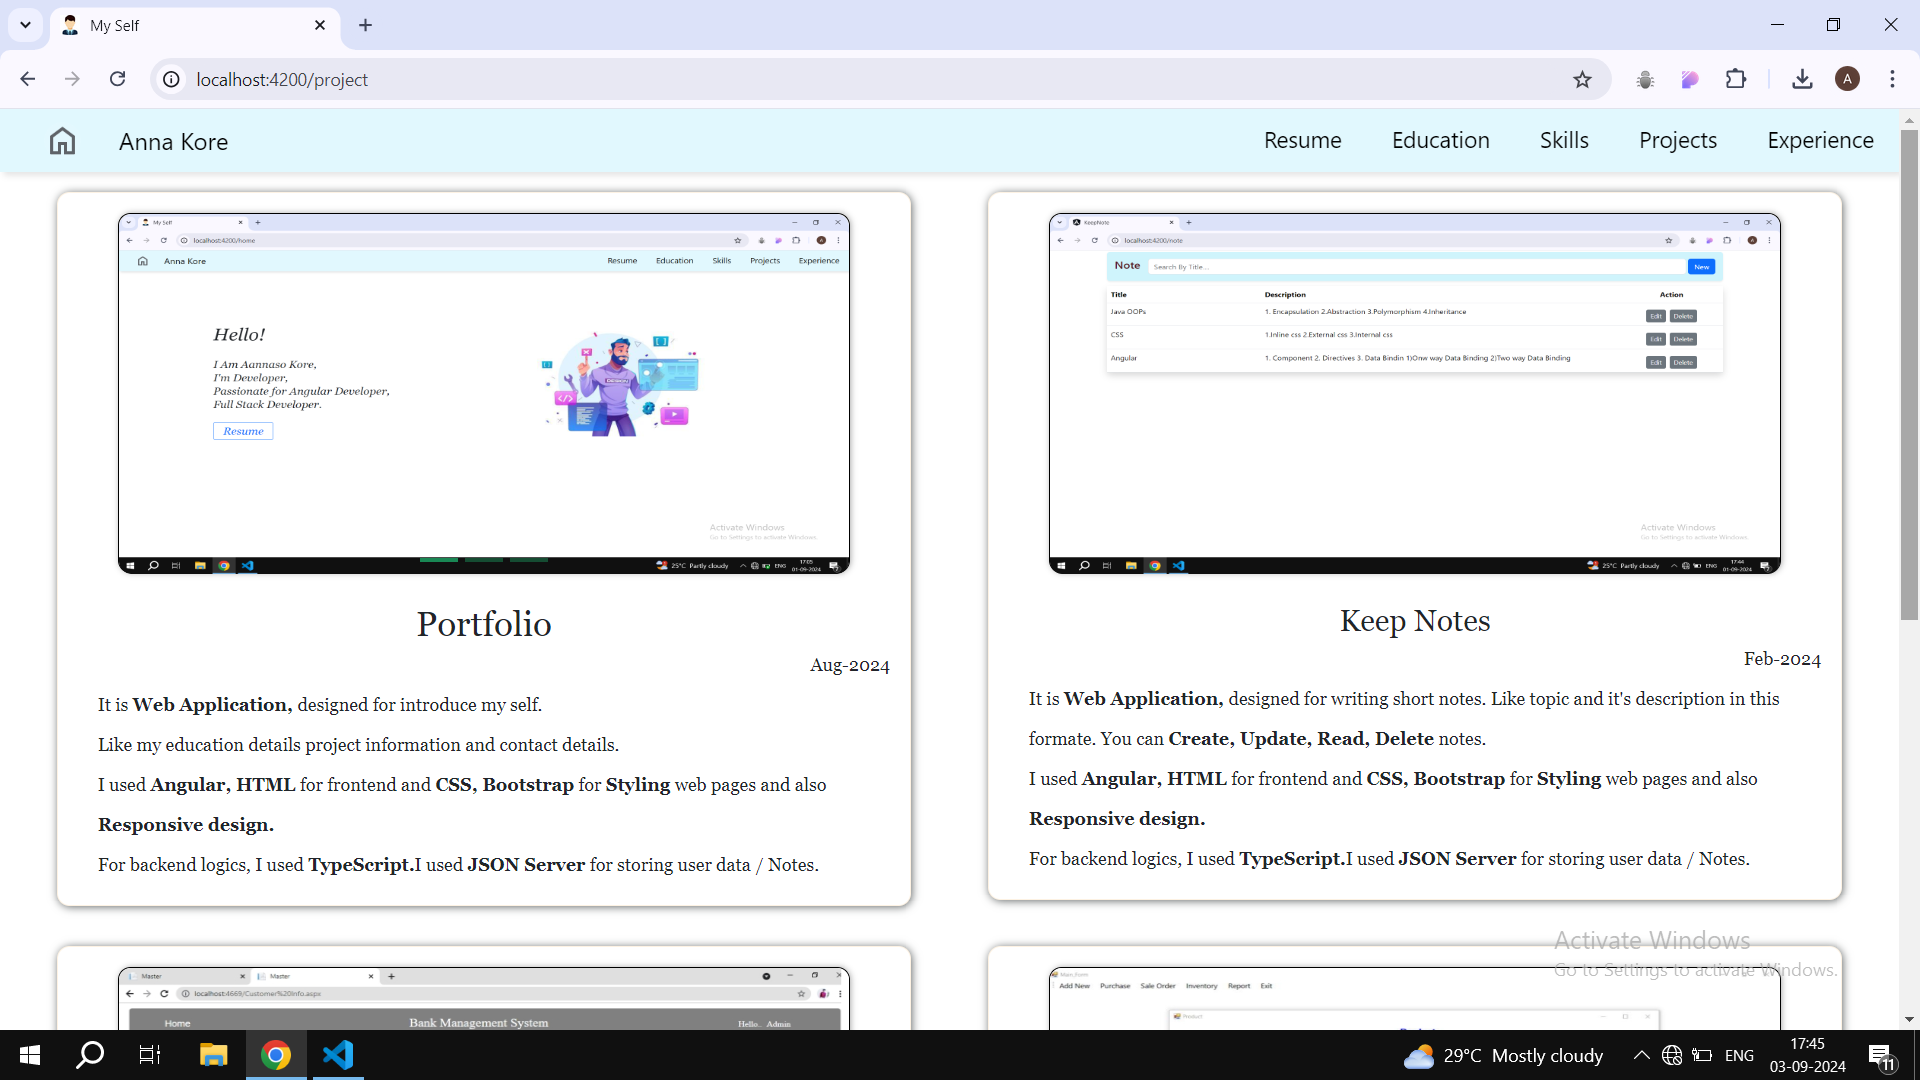 My Self
localhost:4200/project
A
Anna Kore
Resume
Education
Skills
Projects
Experience
My Self
localhost:4200/home
Anna Kore
Resume
Education
Skills
Projects
Experience
Hello!
I Am Aannaso Kore,
I'm Developer,
Passionate for Angular Developer,
Full Stack Developer.
Resume
Activate Windows
Go to Settings to activate Windows.
25°C Partly cloudy
ENG
17:05
01-09-2024
Portfolio
Aug-2024
It is Web Application, designed for introduce my self.
Like my education details project information and contact details.
I used Angular, HTML for frontend and CSS, Bootstrap for Styling web pages and also
Responsive design.
For backend logics, I used TypeScript.I used JSON Server for storing user data / Notes.
KeepNote
localhost:4200/note
Note
Search By Title...
New
Title
Description
Action
Java OOPs
1. Encapsulation 2.Abstraction 3.Polymorphism 4.Inheritance
Edit
Delete
CSS
1.Inline css 2.External css 3.Internal css
Edit
Delete
Angular
1. Component 2. Directives 3. Data Bindin 1)Onw way Data Binding 2)Two way Data Binding
Edit
Delete
Activate Windows
Go to Settings to activate Windows.
25°C Partly cloudy
ENG
17:44
01-09-2024
Keep Notes
Feb-2024
It is Web Application, designed for writing short notes. Like topic and it's description in this
formate. You can Create, Update, Read, Delete notes.
I used Angular, HTML for frontend and CSS, Bootstrap for Styling web pages and also
Responsive design.
For backend logics, I used TypeScript.I used JSON Server for storing user data / Notes.
Master
Master
localhost:4669/Customer%20Info.aspx
Home
Bank Management System
Hello.. Admin
Main_Form
Add New
Purchase
Sale Order
Inventory
Report
Exit
Product
Activate Windows
Go to Settings to activate Windows.
29°C Mostly cloudy
ENG
17:45
03-09-2024
11